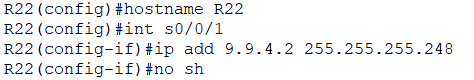 R22(config)#hostname R22
R22(config)#int s0/0/1
R22(config-if)#ip add 9.9.4.2 255.255.255.248
R22(config-if)#no sh